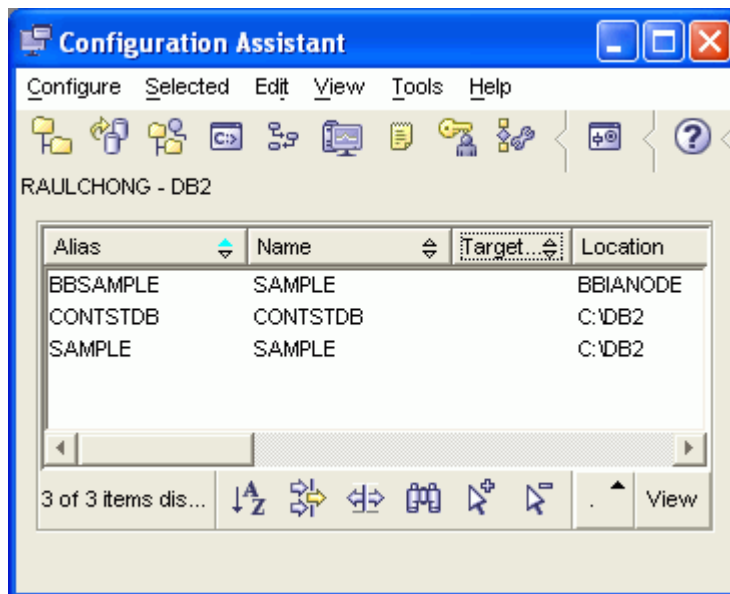 Configuration Assistant
Configure Selected Edit View Tools Help
C:\>
RAULCHONG - DB2
Alias Name Target... Location
BBSAMPLE SAMPLE BBIANODE
CONTSTDB CONTSTDB C:\DB2
SAMPLE SAMPLE C:\DB2
3 of 3 items dis... A Z . View